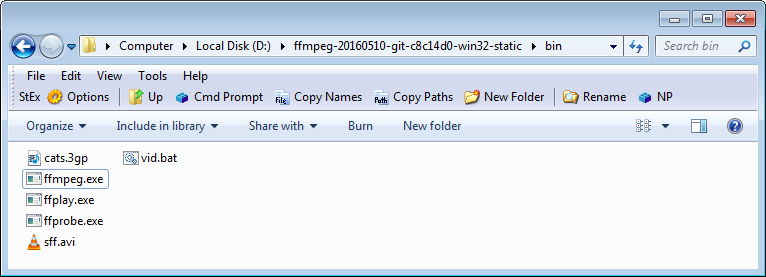 Computer Local Disk (D:) ffmpeg-20160510-git-c8c14d0-win32-static bin Search bin
File Edit View Tools Help
StEx Options Up Cmd Prompt File Copy Names Path Copy Paths New Folder Rename NP
Organize Include in library Share with Burn New folder
cats.3gp vid.bat
ffmpeg.exe
ffplay.exe
ffprobe.exe
sff.avi